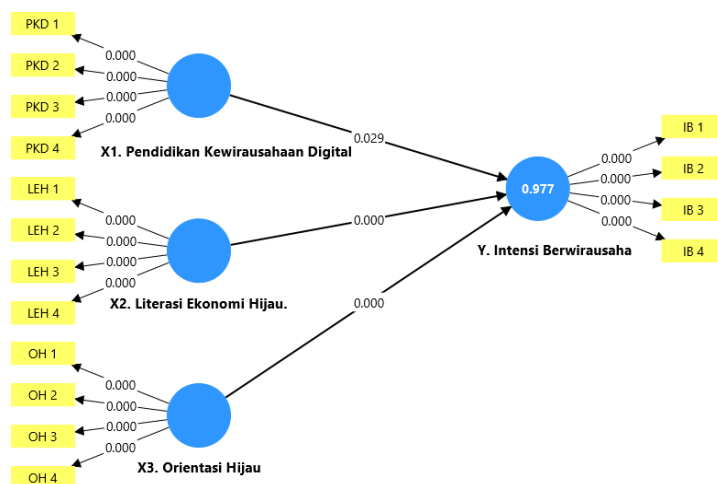 PKD 1
0.000
PKD 2
0.000
0.000
PKD 3
0.000
PKD 4
X1. Pendidikan Kewirausahaan Digital
0.029
LEH 1
0.000
LEH 2
0.000
0.000
LEH 3
0.000
LEH 4
X2. Literasi Ekonomi Hijau.
0.000
OH 1
0.000
OH 2
0.000
0.000
OH 3
0.000
OH 4
X3. Orientasi Hijau
0.000
0.977
Y. Intensi Berwirausaha
IB 1
0.000
IB 2
0.000
0.000
IB 3
0.000
IB 4